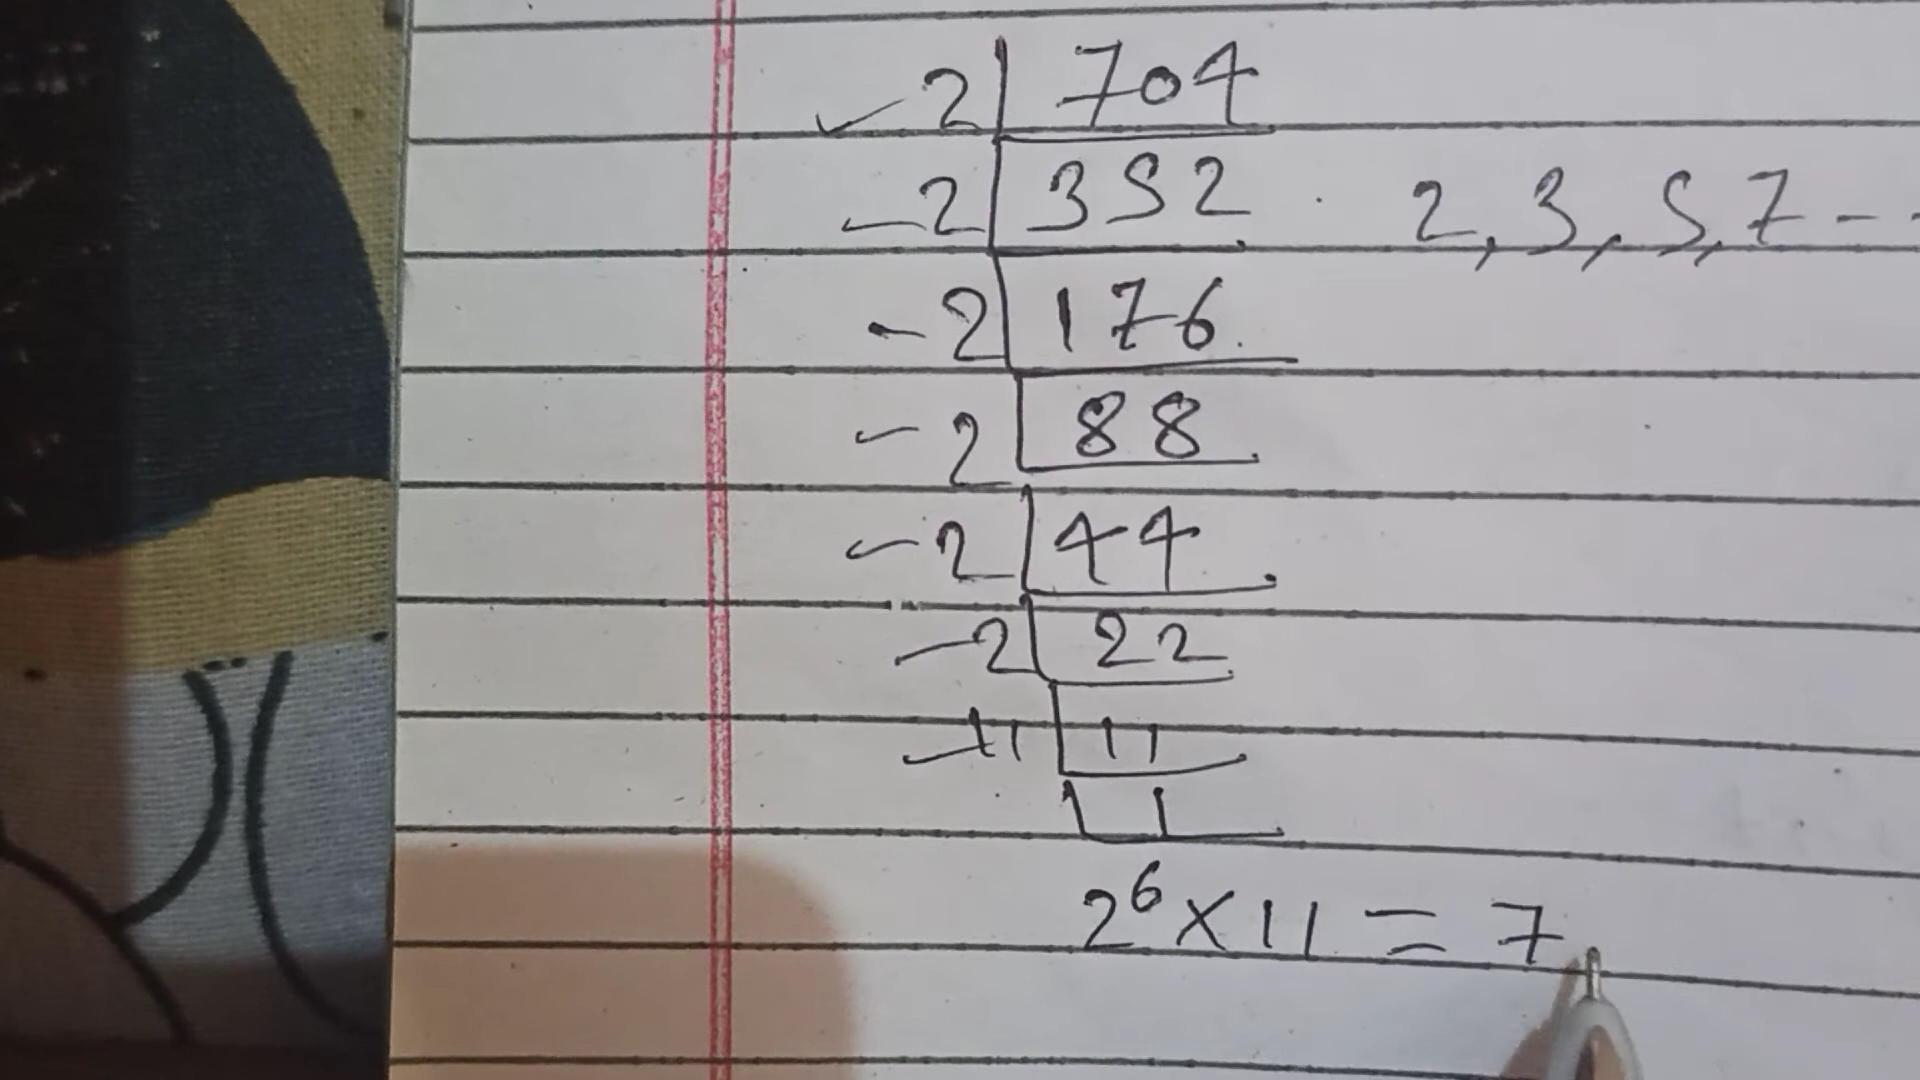 2 | 704
2 | 352 2, 3, 5, 7 - -
2 | 176
2 | 88
2 | 44
2 | 22
11 | 11
1
2⁶ × 11 = 7